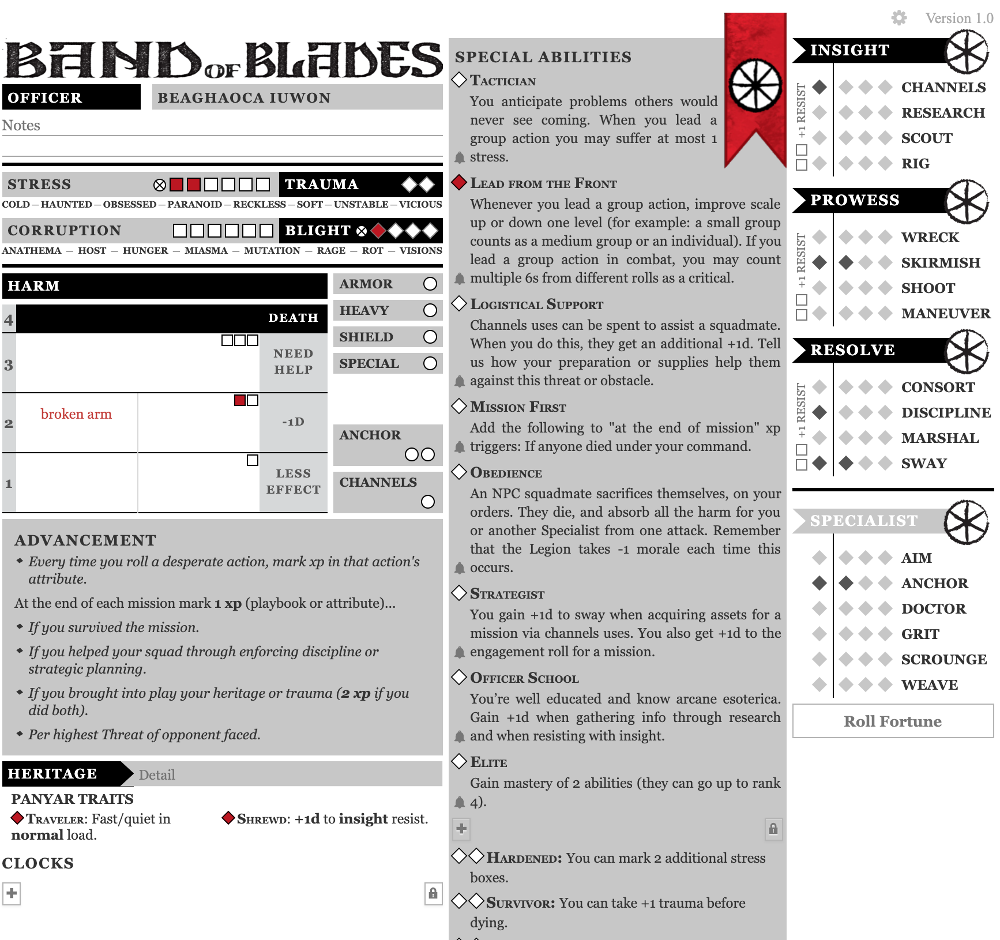 Version 1.0
BAND OF BLADES
OFFICER
BEAGHAOCA IUWON
Notes
STRESS
TRAUMA
COLD – HAUNTED – OBSESSED – PARANOID – RECKLESS – SOFT – UNSTABLE – VICIOUS
CORRUPTION
BLIGHT
ANATHEMA – HOST – HUNGER – MIASMA – MUTATION – RAGE – ROT – VISIONS
HARM
4
DEATH
3
NEED
HELP
2
broken arm
-1D
1
LESS
EFFECT
ARMOR
HEAVY
SHIELD
SPECIAL
ANCHOR
CHANNELS
ADVANCEMENT
Every time you roll a desperate action, mark xp in that action's
attribute.
At the end of each mission mark 1 xp (playbook or attribute)...
If you survived the mission.
If you helped your squad through enforcing discipline or
strategic planning.
If you brought into play your heritage or trauma (2 xp if you
did both).
Per highest Threat of opponent faced.
HERITAGE
Detail
PANYAR TRAITS
TRAVELER: Fast/quiet in
normal load.
SHREWD: +1d to insight resist.
CLOCKS
SPECIAL ABILITIES
TACTICIAN
You anticipate problems others would
never see coming. When you lead a
group action you may suffer at most 1
stress.
LEAD FROM THE FRONT
Whenever you lead a group action, improve scale
up or down one level (for example: a small group
counts as a medium group or an individual). If you
lead a group action in combat, you may count
multiple 6s from different rolls as a critical.
LOGISTICAL SUPPORT
Channels uses can be spent to assist a squadmate.
When you do this, they get an additional +1d. Tell
us how your preparation or supplies help them
against this threat or obstacle.
MISSION FIRST
Add the following to "at the end of mission" xp
triggers: If anyone died under your command.
OBEDIENCE
An NPC squadmate sacrifices themselves, on your
orders. They die, and absorb all the harm for you
or another Specialist from one attack. Remember
that the Legion takes -1 morale each time this
occurs.
STRATEGIST
You gain +1d to sway when acquiring assets for a
mission via channels uses. You also get +1d to the
engagement roll for a mission.
OFFICER SCHOOL
You're well educated and know arcane esoterica.
Gain +1d when gathering info through research
and when resisting with insight.
ELITE
Gain mastery of 2 abilities (they can go up to rank
4).
HARDENED: You can mark 2 additional stress
boxes.
SURVIVOR: You can take +1 trauma before
dying.
INSIGHT
+1 RESIST
CHANNELS
RESEARCH
SCOUT
RIG
PROWESS
+1 RESIST
WRECK
SKIRMISH
SHOOT
MANEUVER
RESOLVE
+1 RESIST
CONSORT
DISCIPLINE
MARSHAL
SWAY
SPECIALIST
AIM
ANCHOR
DOCTOR
GRIT
SCROUNGE
WEAVE
Roll Fortune